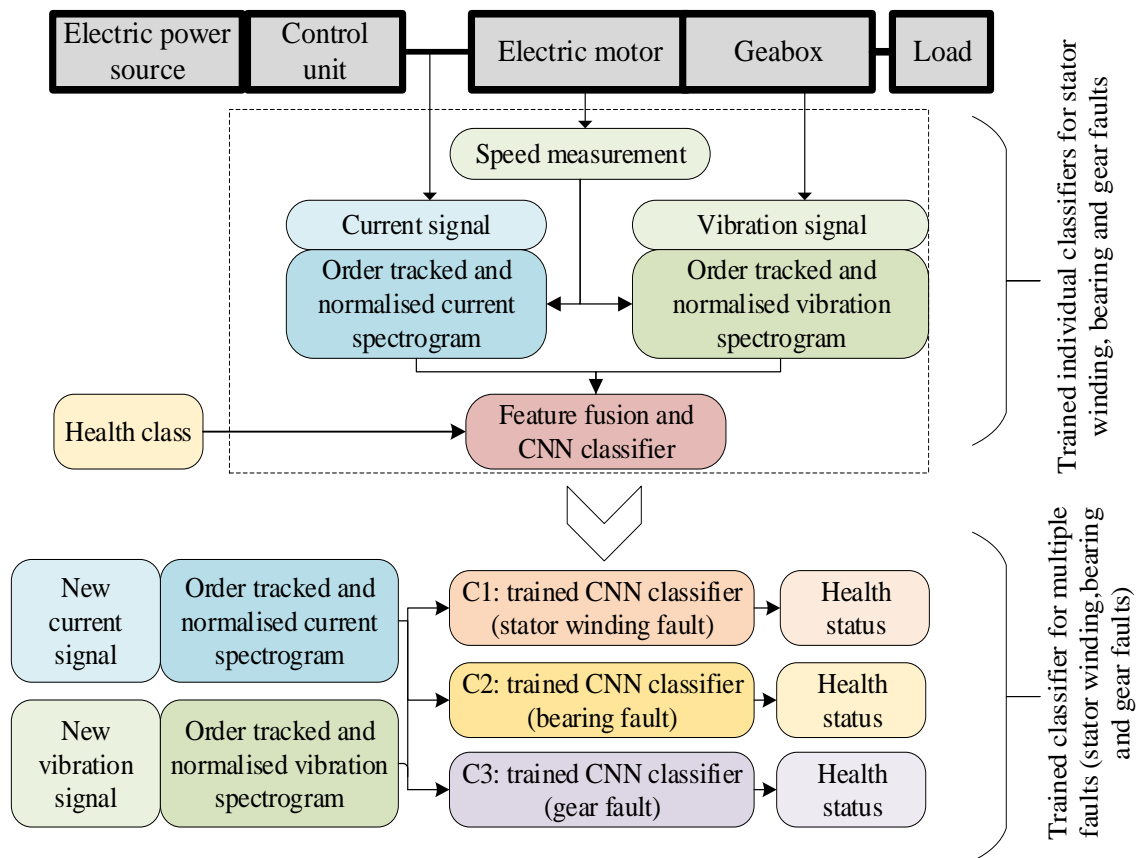 Electric power
source
Control
unit
Electric motor
Geabox
Load
Speed measurement
Current signal
Vibration signal
Order tracked and
normalised current
spectrogram
Order tracked and
normalised vibration
spectrogram
Health class
Feature fusion and
CNN classifier
Trained individual classifiers for stator
winding, bearing and gear faults
New
current
signal
Order tracked and
normalised current
spectrogram
C1: trained CNN classifier
(stator winding fault)
Health
status
C2: trained CNN classifier
(bearing fault)
Health
status
New
vibration
signal
Order tracked and
normalised vibration
spectrogram
C3: trained CNN classifier
(gear fault)
Health
status
Trained classifier for multiple
faults (stator winding,bearing
and gear faults)